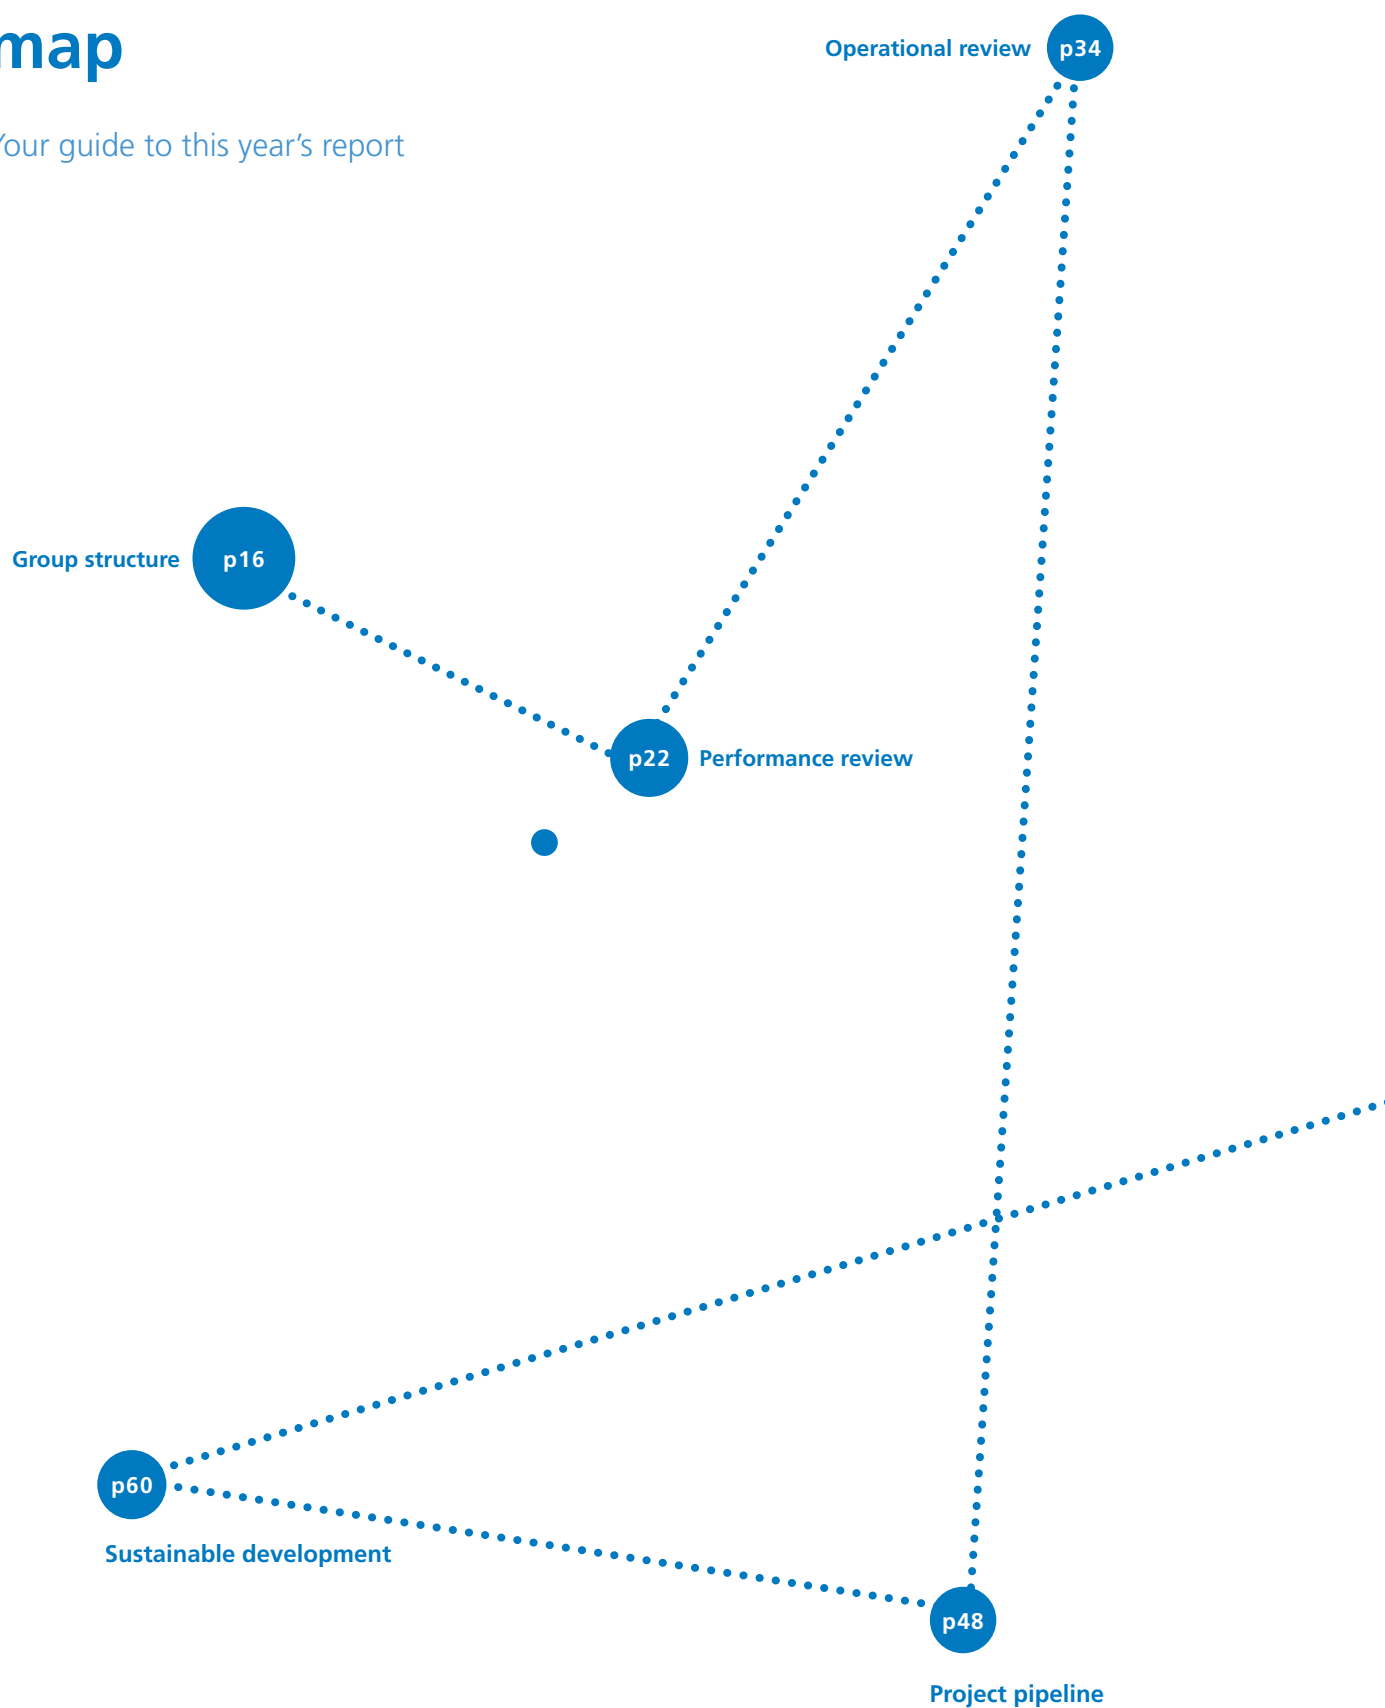 map
Your guide to this year's report
Operational review
p34
Group structure
p16
p22
Performance review
p60
Sustainable development
p48
Project pipeline